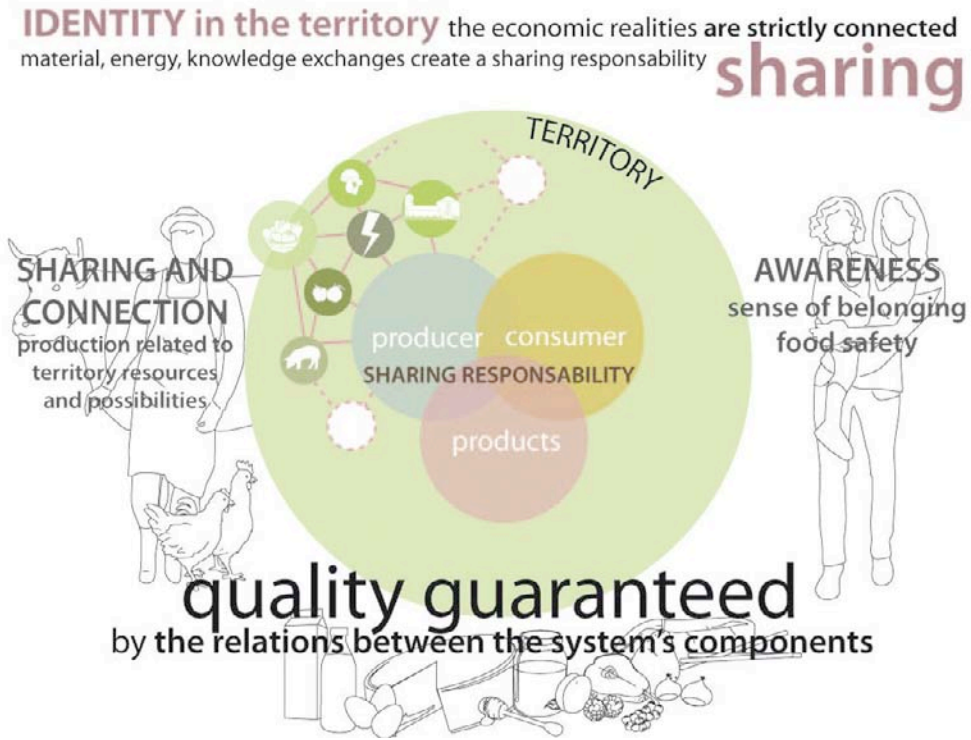 IDENTITY in the territory the economic realities are strictly connected
material, energy, knowledge exchanges create a sharing responsability sharing
TERRITORY
SHARING AND
CONNECTION
production related to
territory resources
and possibilities
producer consumer
SHARING RESPONSABILITY
products
AWARENESS
sense of belonging
food safety
quality guaranteed
by the relations between the system's components